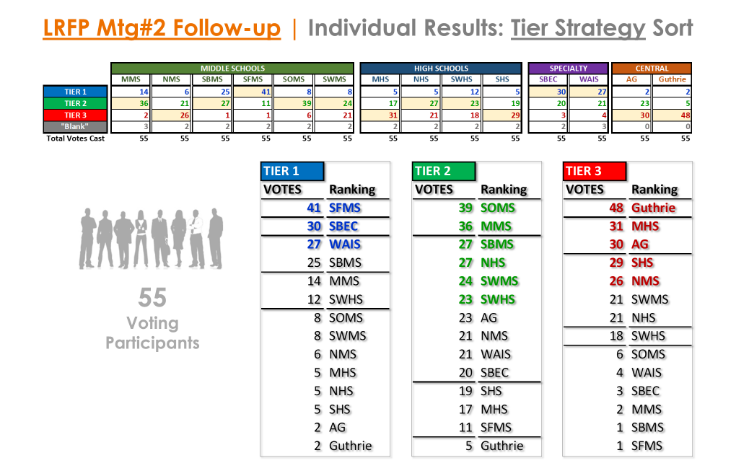 LRFP Mtg#2 Follow-up | Individual Results: Tier Strategy Sort
MIDDLE SCHOOLS HIGH SCHOOLS SPECIALTY CENTRAL
MMS NMS SBMS SFMS SOMS SWMS MHS NHS SWHS SHS SBEC WAIS AG Guthrie
TIER 1 14 6 25 41 8 8 5 5 12 5 30 27 2 2
TIER 2 36 21 27 11 39 24 17 27 23 19 20 21 23 5
TIER 3 2 26 1 1 6 21 31 21 18 29 3 4 30 48
"Blank" 3 2 2 2 2 2 2 2 2 2 2 3 0 0
Total Votes Cast 55 55 55 55 55 55 55 55 55 55 55 55 55 55
TIER 1 TIER 2 TIER 3
VOTES Ranking VOTES Ranking VOTES Ranking
41 SFMS 39 SOMS 48 Guthrie
30 SBEC 36 MMS 31 MHS
27 WAIS 27 SBMS 30 AG
25 SBMS 27 NHS 29 SHS
14 MMS 24 SWMS 26 NMS
12 SWHS 23 SWHS 21 SWMS
8 SOMS 23 AG 21 NHS
8 SWMS 21 NMS 18 SWHS
6 NMS 21 WAIS 6 SOMS
5 MHS 20 SBEC 4 WAIS
5 NHS 19 SHS 3 SBEC
5 SHS 17 MHS 2 MMS
2 AG 11 SFMS 1 SBMS
2 Guthrie 5 Guthrie 1 SFMS
55
Voting
Participants